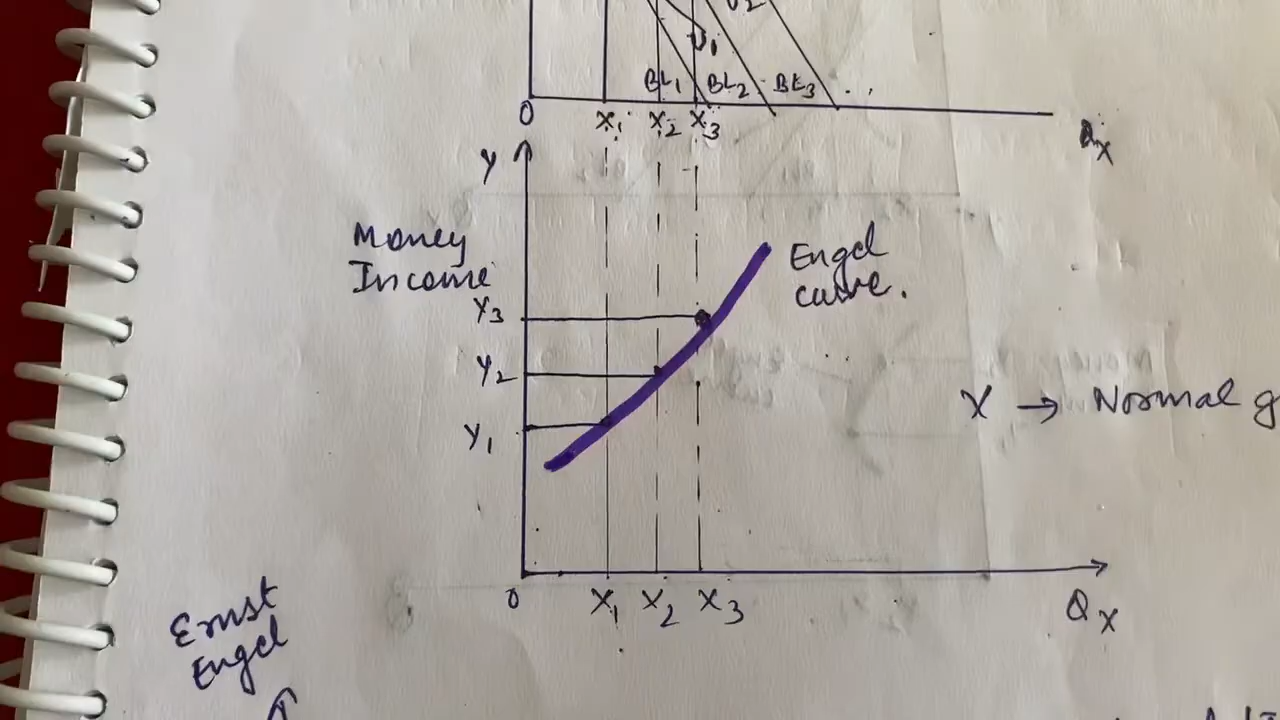 U2
U1
BL1 BL2 BL3
0 X1 X2 X3
QX
Y
Money
Income
Engel
curve.
Y3
Y2
X → Normal g
Y1
0 X1 X2 X3 QX
Ernst
Engel